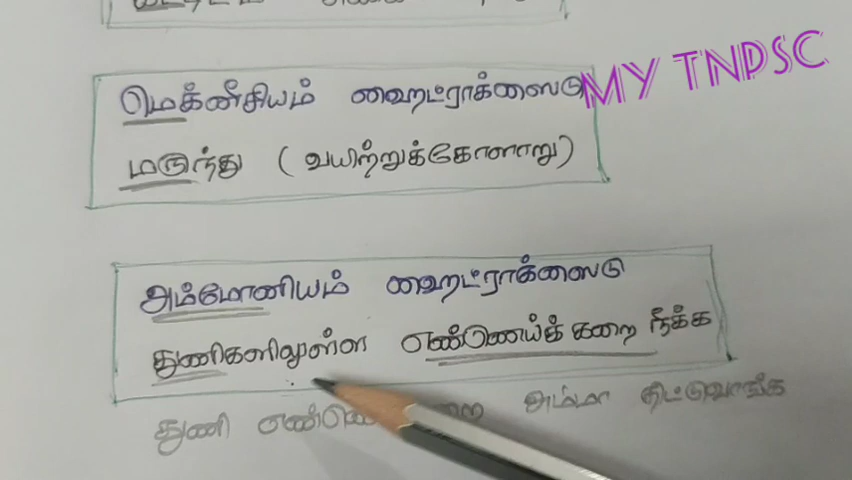 மெக்னீசியம் ஹைட்ராக்ஸைடு
MY TNPSC
மருந்து (வயிற்றுக்கோளாறு)
அம்மோனியம் ஹைட்ராக்ஸைடு
துணிகளிலுள்ள எண்ணெய்க் கறை நீக்க
துணி அம்மா திட்டுவாங்க